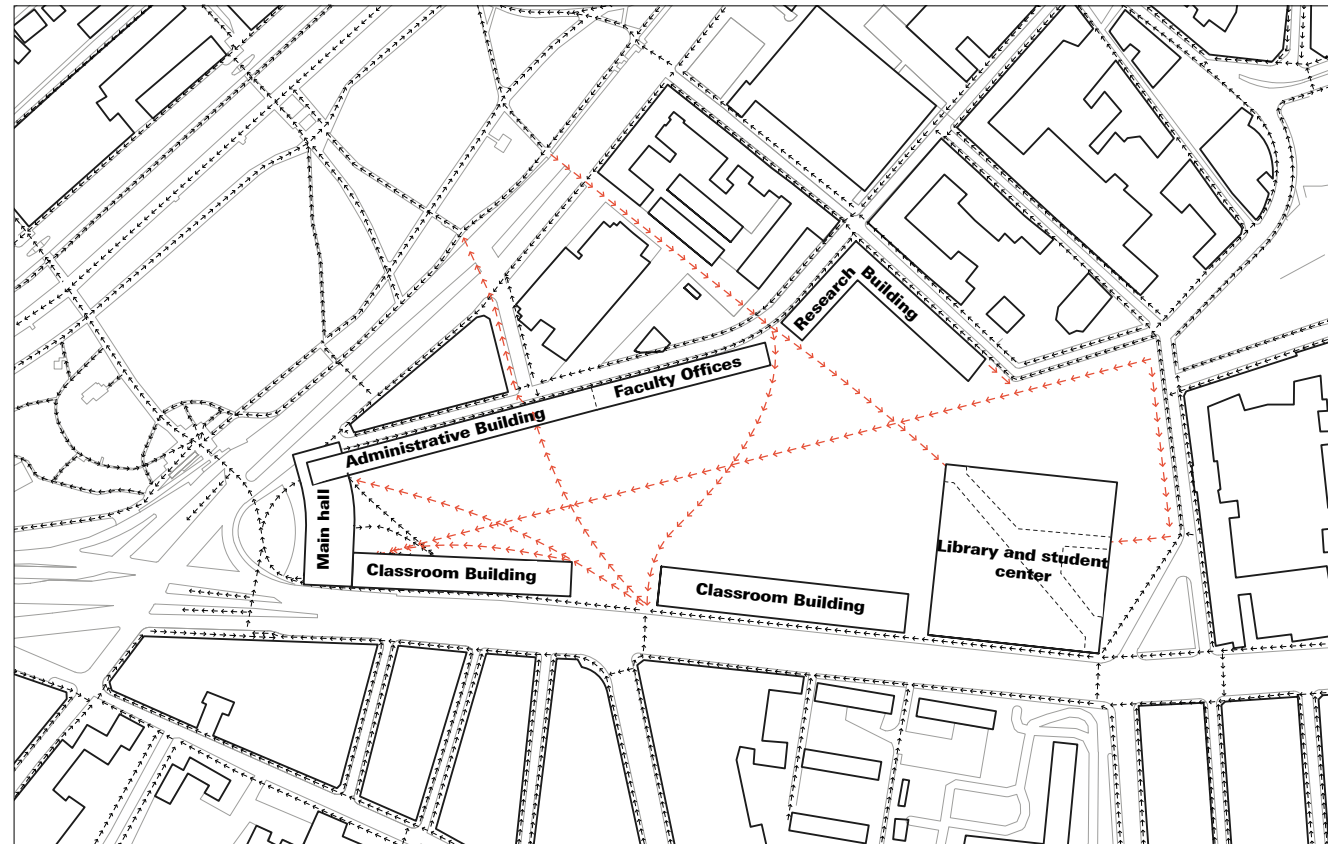 Research
Building
Faculty Offices
Administrative Building
Main hall
Classroom Building
Classroom Building
Library and student
center